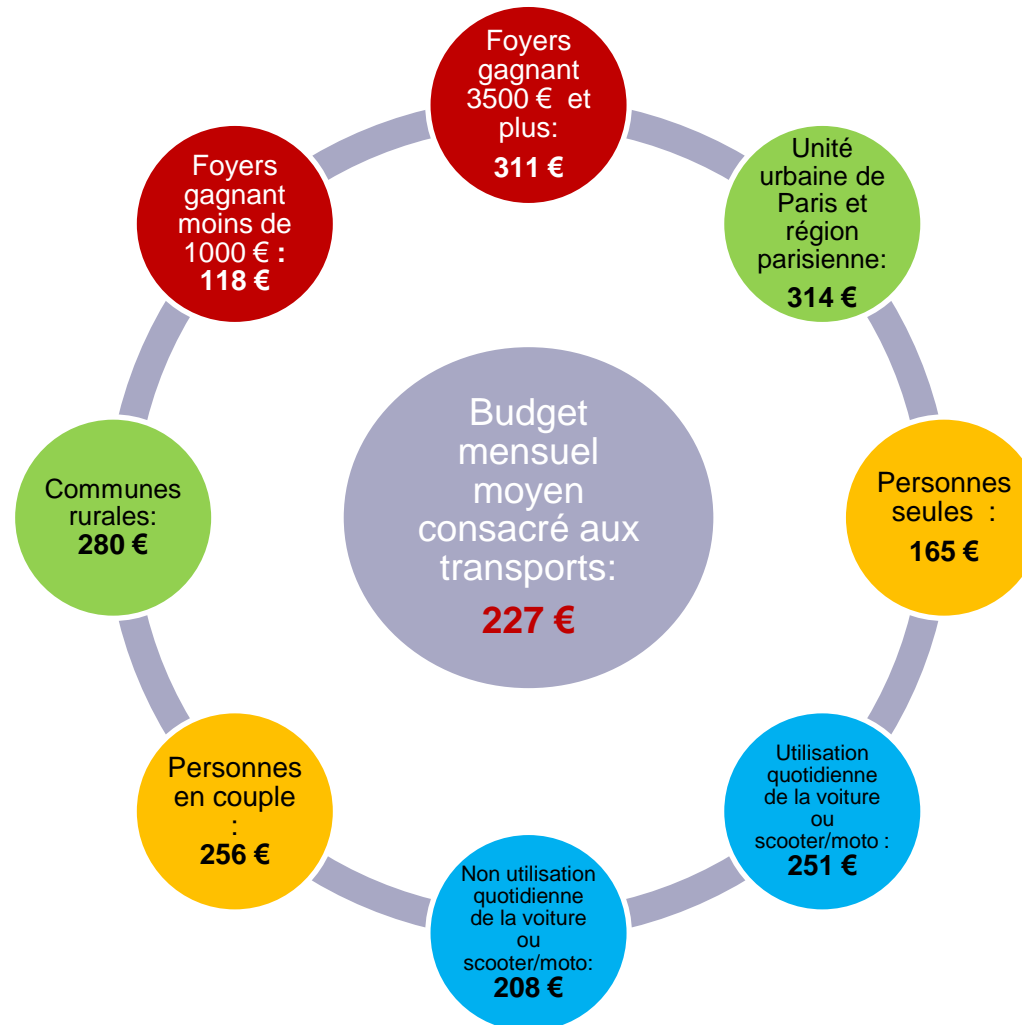 Foyers
gagnant
3500 € et
plus:
311 €
Unité
urbaine de
Paris et
région
parisienne:
314 €
Personnes
seules :
165 €
Utilisation
quotidienne
de la voiture
ou
scooter/moto :
251 €
Non utilisation
quotidienne
de la voiture
ou
scooter/moto:
208 €
Personnes
en couple
:
256 €
Communes
rurales:
280 €
Foyers
gagnant
moins de
1000 € :
118 €
Budget
mensuel
moyen
consacré aux
transports:
227 €